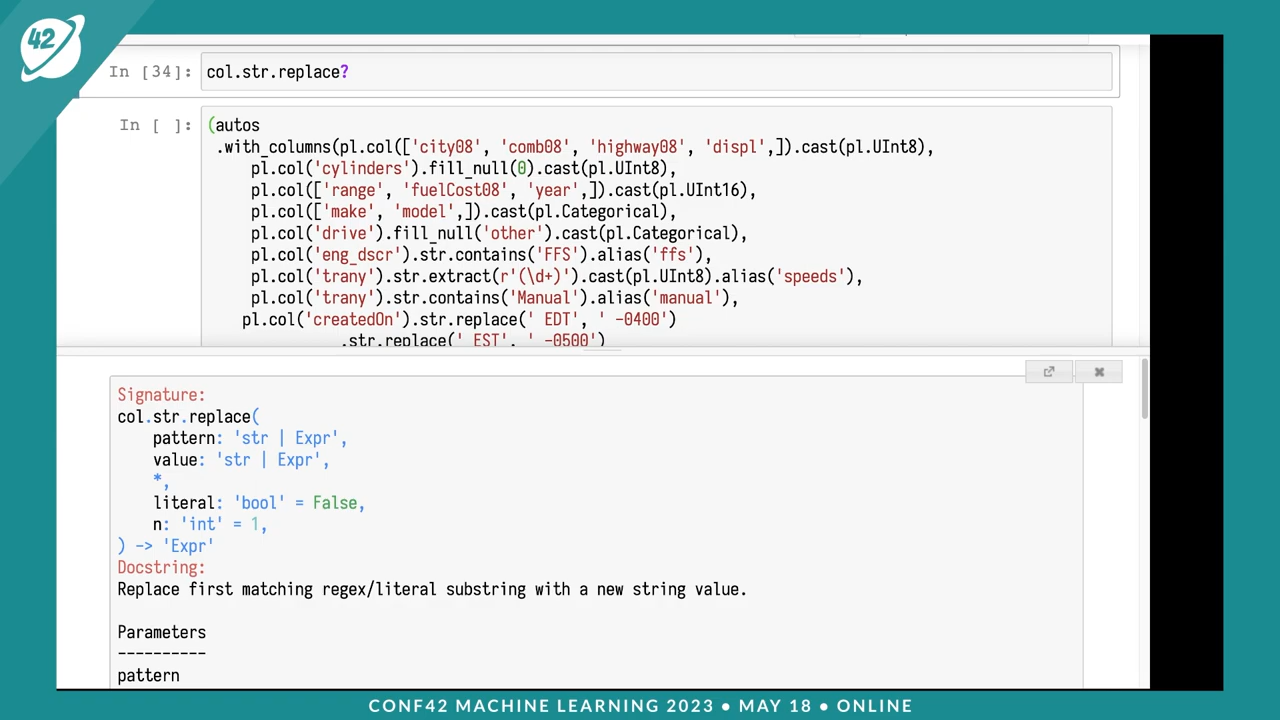 42
In [34]: col.str.replace?
In [ ]: (autos
.with_columns(pl.col(['city08', 'comb08', 'highway08', 'displ',]).cast(pl.UInt8),
pl.col('cylinders').fill_null(0).cast(pl.UInt8),
pl.col(['range', 'fuelCost08', 'year',]).cast(pl.UInt16),
pl.col(['make', 'model',]).cast(pl.Categorical),
pl.col('drive').fill_null('other').cast(pl.Categorical),
pl.col('eng_dscr').str.contains('FFS').alias('ffs'),
pl.col('trany').str.extract(r'(\d+)').cast(pl.UInt8).alias('speeds'),
pl.col('trany').str.contains('Manual').alias('manual'),
pl.col('createdOn').str.replace(' EDT', ' -0400')
.str.replace(' EST', ' -0500')
Signature:
col.str.replace(
pattern: 'str | Expr',
value: 'str | Expr',
*,
literal: 'bool' = False,
n: 'int' = 1,
) -> 'Expr'
Docstring:
Replace first matching regex/literal substring with a new string value.
Parameters
----------
pattern
CONF42 MACHINE LEARNING 2023 • MAY 18 • ONLINE